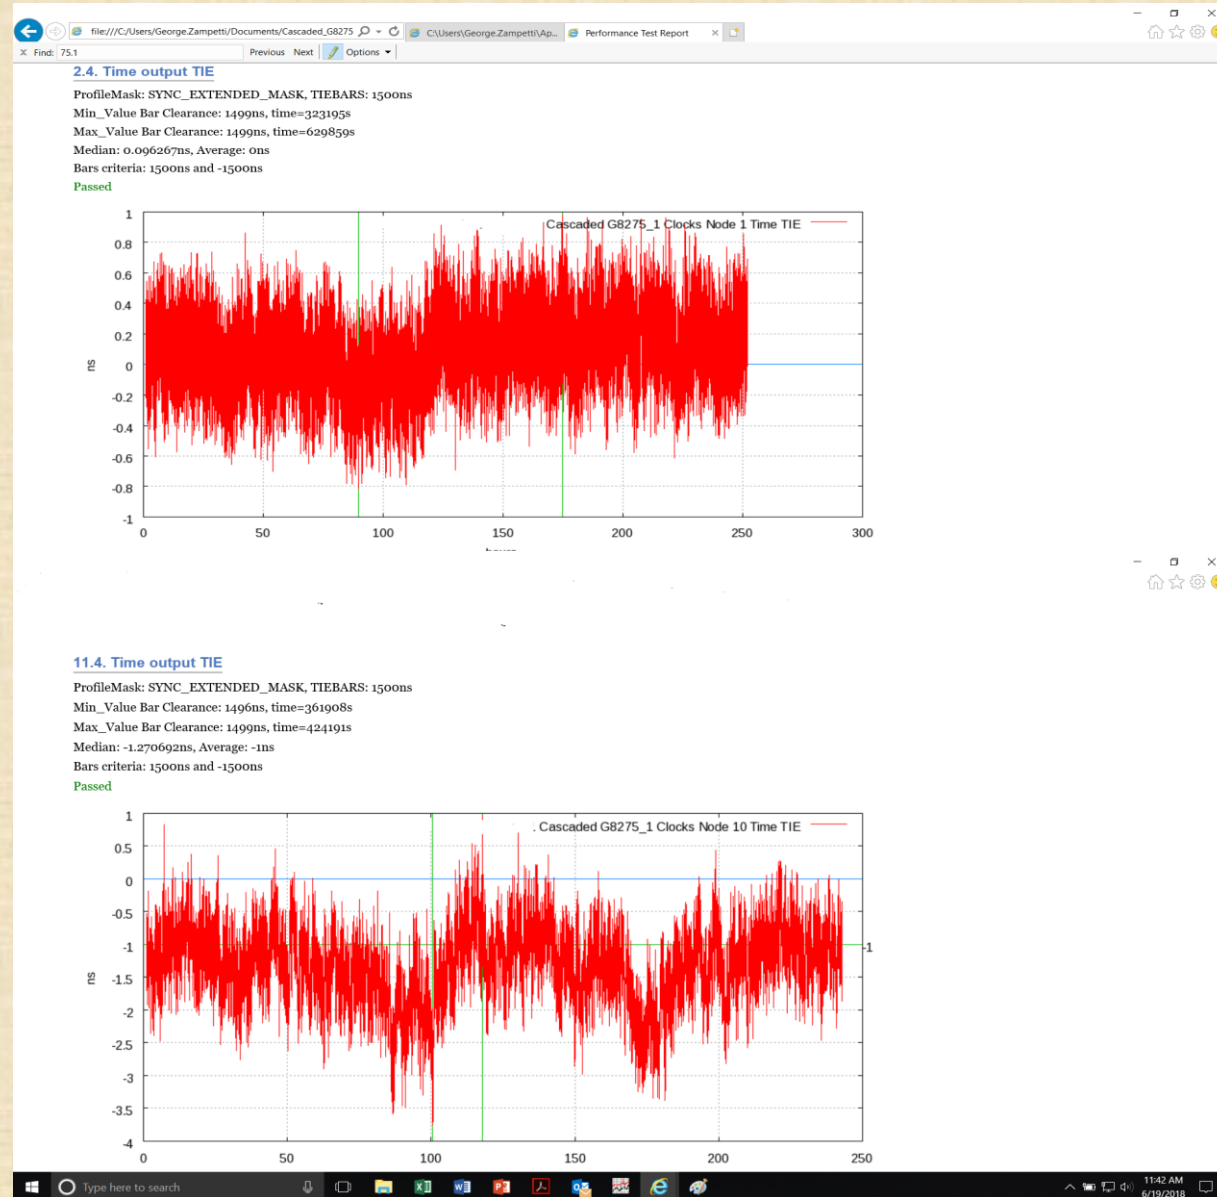 file:///C:/Users/George.Zampetti/Documents/Cascaded_G8275
C:\Users\George.Zampetti\Ap...
Performance Test Report
Find: 75.1
Previous Next Options
2.4. Time output TIE
ProfileMask: SYNC_EXTENDED_MASK, TIEBARS: 1500ns
Min_Value Bar Clearance: 1499ns, time=323195s
Max_Value Bar Clearance: 1499ns, time=629859s
Median: 0.096267ns, Average: 0ns
Bars criteria: 1500ns and -1500ns
Passed
Cascaded G8275_1 Clocks Node 1 Time TIE
1
0.8
0.6
0.4
0.2
0
-0.2
-0.4
-0.6
-0.8
-1
ns
0 50 100 150 200 250 300
11.4. Time output TIE
ProfileMask: SYNC_EXTENDED_MASK, TIEBARS: 1500ns
Min_Value Bar Clearance: 1496ns, time=361908s
Max_Value Bar Clearance: 1499ns, time=424191s
Median: -1.270692ns, Average: -1ns
Bars criteria: 1500ns and -1500ns
Passed
. Cascaded G8275_1 Clocks Node 10 Time TIE
1
0.5
0
-0.5
-1
-1.5
-2
-2.5
-3
-3.5
-4
-1
ns
0 50 100 150 200 250
Type here to search
11:42 AM
6/19/2018